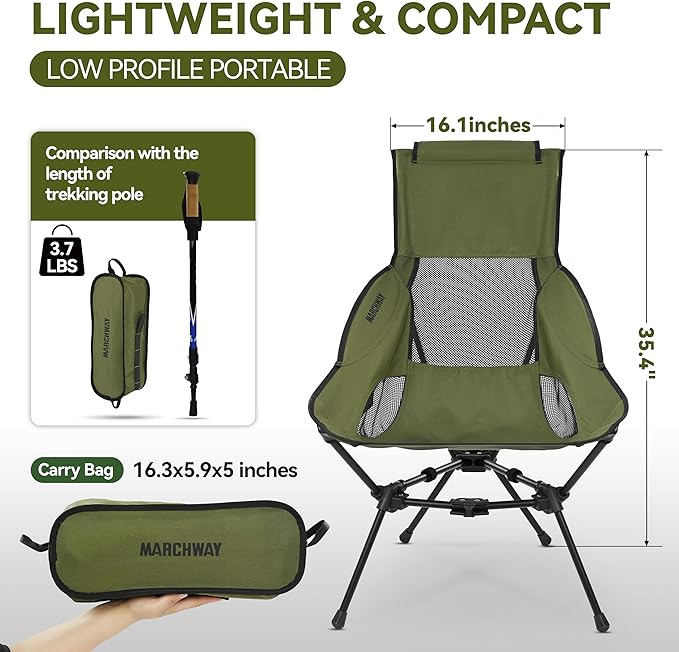 LIGHTWEIGHT & COMPACT
LOW PROFILE PORTABLE
16.1inches
Comparison with the
length of
trekking pole
3.7
LBS
MARCHWAY
MARCHWAY
35.4"
Carry Bag 16.3x5.9x5 inches
MARCHWAY